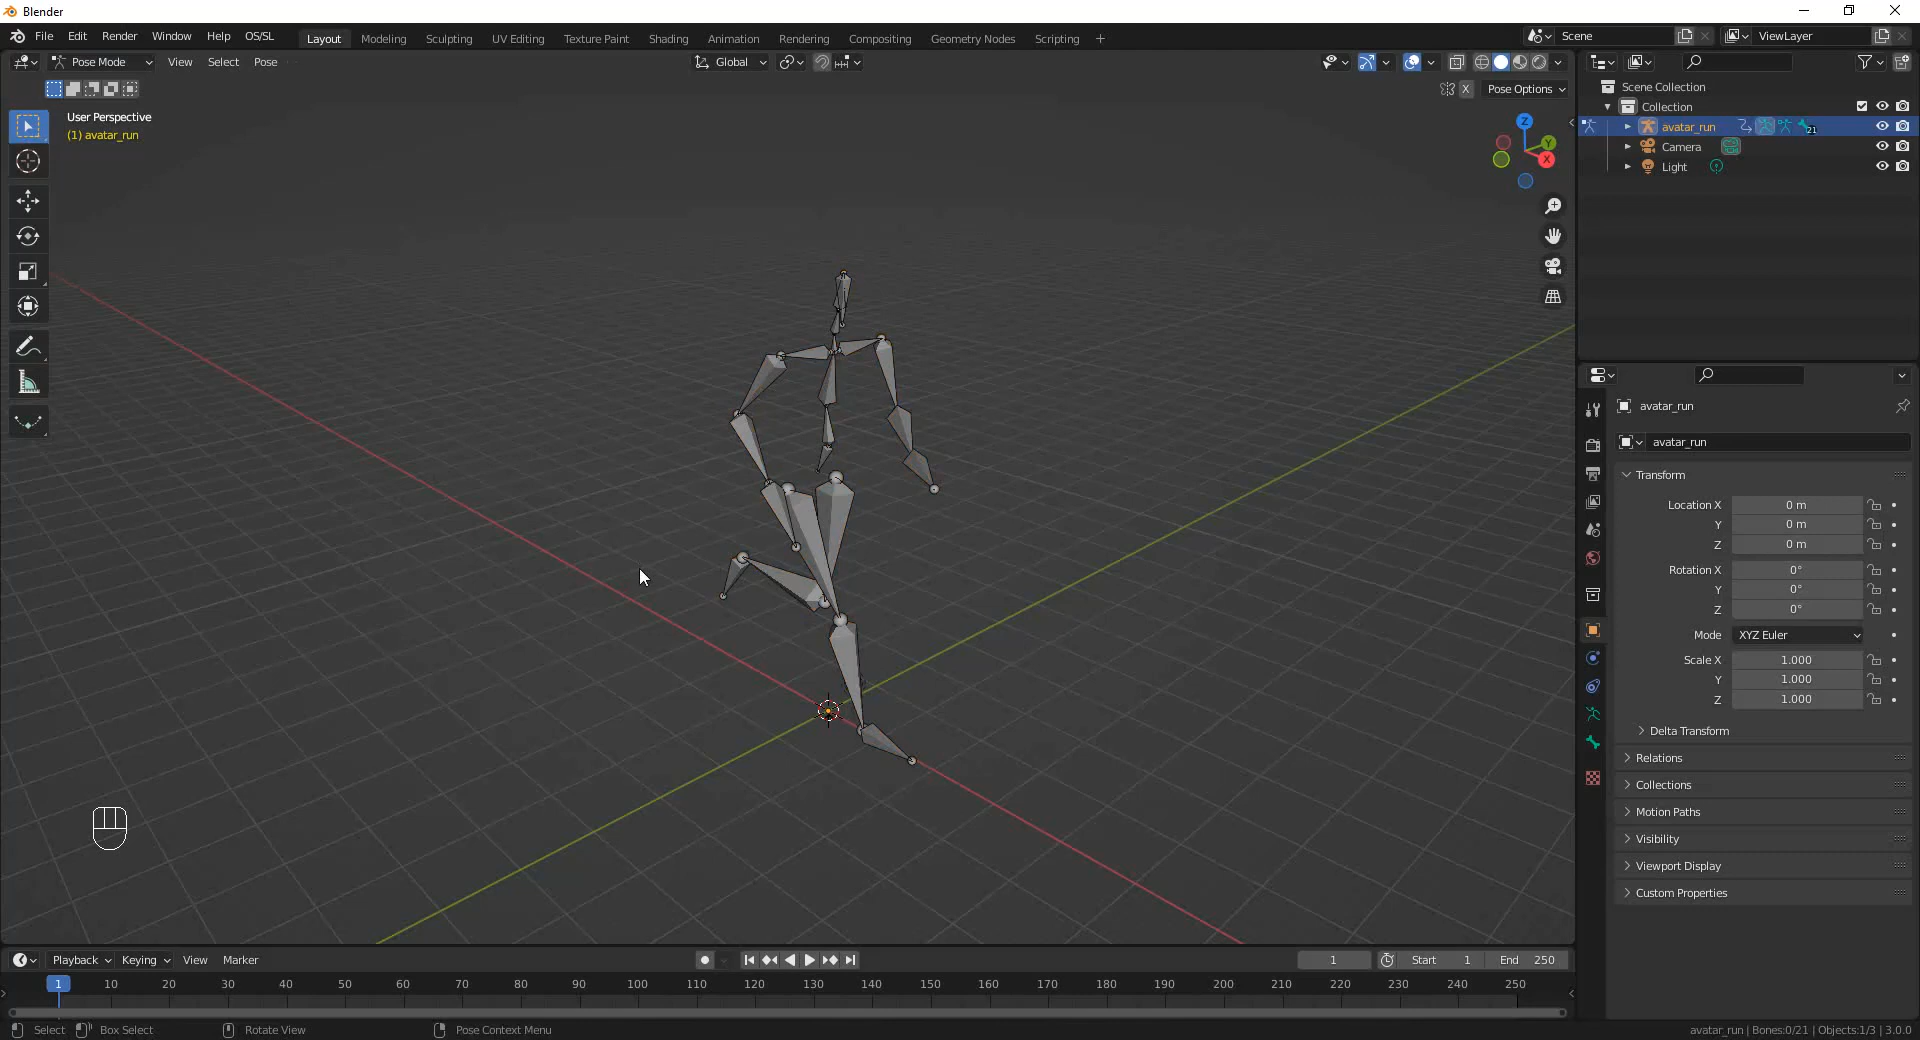 Blender
File Edit Render Window Help OS/SL Layout Modeling Sculpting UV Editing Texture Paint Shading Animation Rendering Compositing Geometry Nodes Scripting + Scene ViewLayer
Pose Mode View Select Pose Global
X Pose Options
User Perspective
(1) avatar_run
Z
Y
X
Scene Collection
Collection
avatar_run 21
Camera
Light
avatar_run
avatar_run
Transform
Location X 0 m
Y 0 m
Z 0 m
Rotation X 0°
Y 0°
Z 0°
Mode XYZ Euler
Scale X 1.000
Y 1.000
Z 1.000
Delta Transform
Relations
Collections
Motion Paths
Visibility
Viewport Display
Custom Properties
Playback Keying View Marker 1 Start 1 End 250
1 10 20 30 40 50 60 70 80 90 100 110 120 130 140 150 160 170 180 190 200 210 220 230 240 250
Select Box Select Rotate View Pose Context Menu avatar_run | Bones:0/21 | Objects:1/3 | 3.0.0